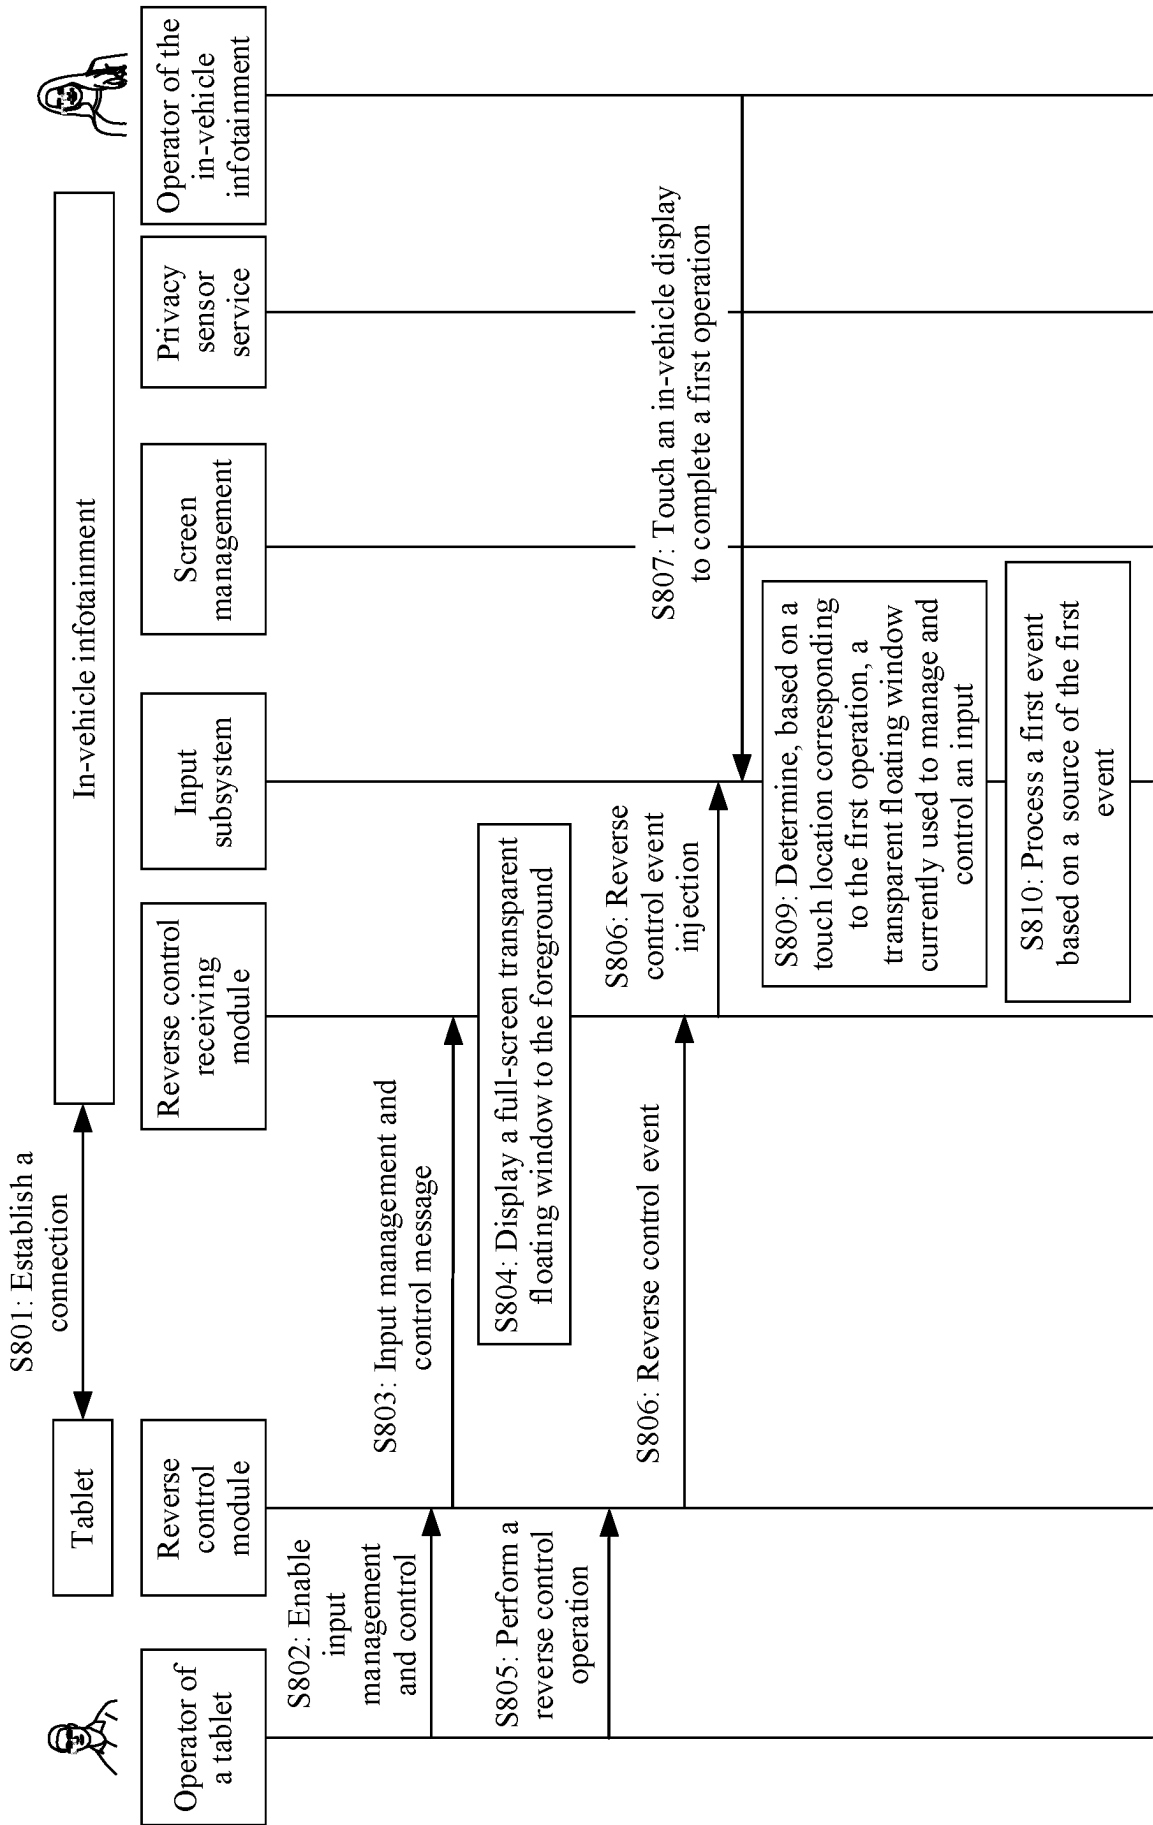 S801: Establish a
connection
Tablet
In-vehicle infotainment
Operator of
a tablet
Reverse
control
module
Reverse control
receiving
module
Input
subsystem
Screen
management
Privacy
sensor
service
Operator of the
in-vehicle
infotainment
S802: Enable
input
management
and control
S803: Input management and
control message
S804: Display a full-screen transparent
floating window to the foreground
S805: Perform a
reverse control
operation
S806: Reverse control event
S806: Reverse
control event
injection
S807: Touch an in-vehicle display
to complete a first operation
S809: Determine, based on a
touch location corresponding
to the first operation, a
transparent floating window
currently used to manage and
control an input
S810: Process a first event
based on a source of the first
event